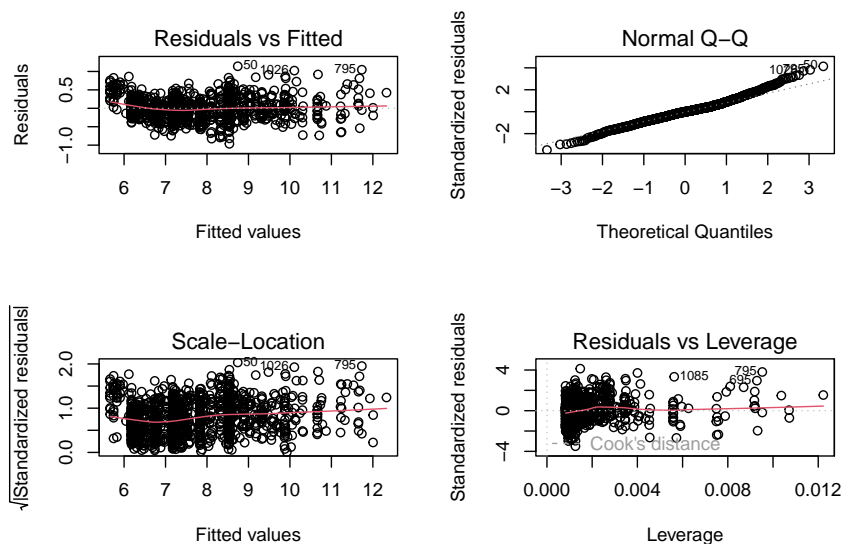 Residuals vs Fitted
Residuals
0.5
−1.0
50
1026
795
6 7 8 9 10 11 12
Fitted values
Normal Q−Q
Standardized residuals
2
−2
50
−3 −2 −1 0 1 2 3
Theoretical Quantiles
Scale−Location
√|Standardized residuals|
2.0
1.0
0.0
50
1026
795
6 7 8 9 10 11 12
Fitted values
Residuals vs Leverage
Standardized residuals
4
0
−4
1085
795
695
Cook's distance
0.000 0.004 0.008 0.012
Leverage